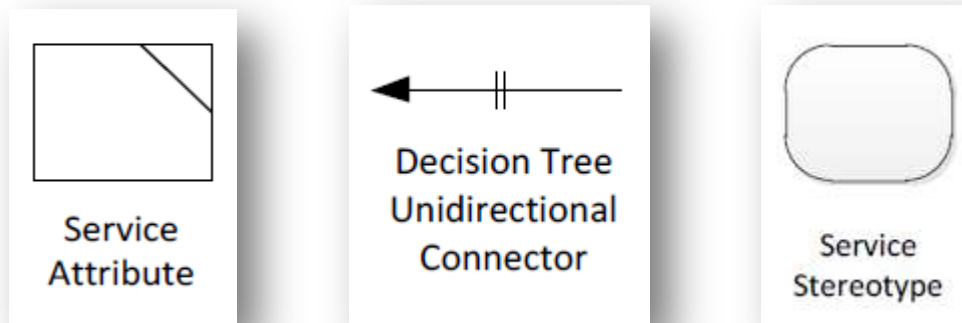 Service
Attribute
Decision Tree
Unidirectional
Connector
Service
Stereotype